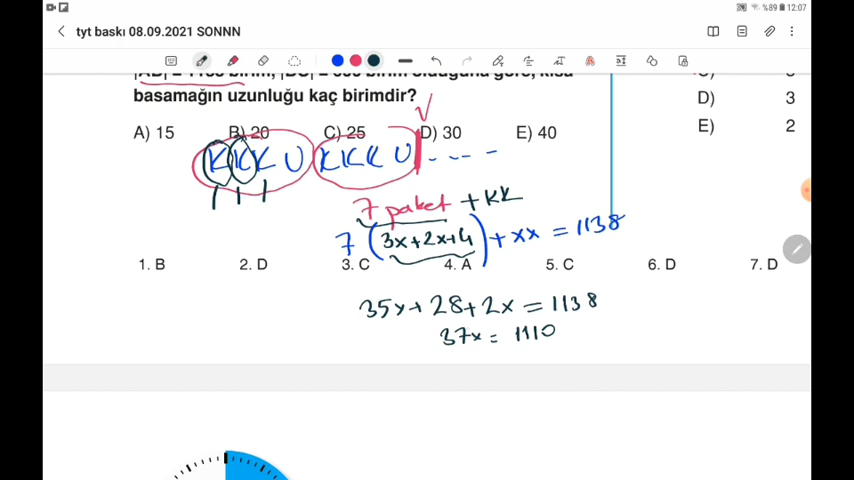 %89 12:07
tyt baskı 08.09.2021 SONNN
basamağın uzunluğu kaç birimdir?
A) 15 B) 20 C) 25 D) 30 E) 40
K K K U K K K U - - - -
7 paket + KK
7 (3x+2x+4) + xx = 1138
1. B 2. D 3. C 4. A 5. C 6. D 7. D
35x + 28 + 2x = 1138
37x = 1110
D) 3
E) 2